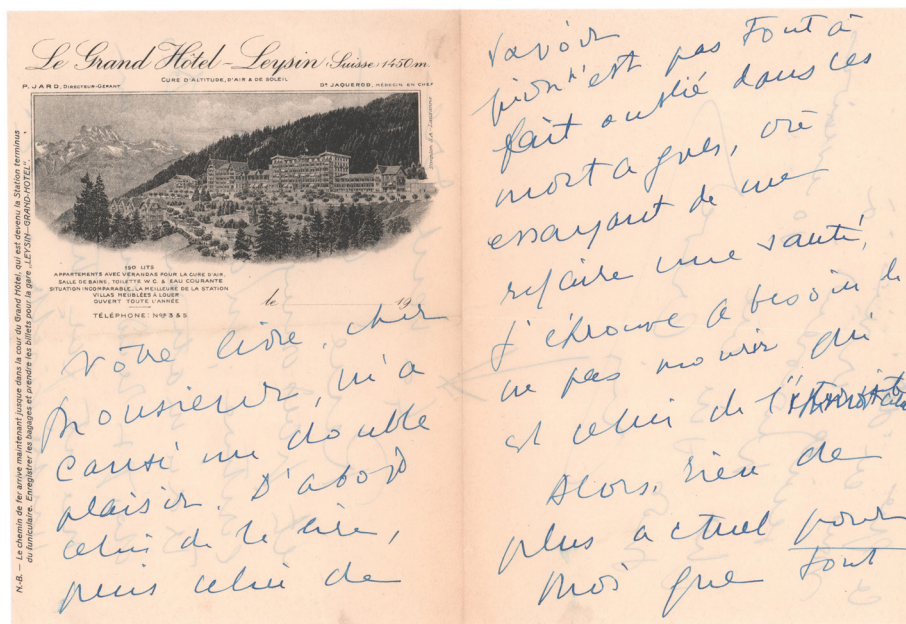 Le Grand Hôtel - Leysin (Suisse) 1450 m.
CURE D'ALTITUDE, D'AIR & DE SOLEIL
P. JARD, DIRECTEUR-GÉRANT
Dr JAQUEROD, MÉDECIN EN CHEF
190 LITS
APPARTEMENTS AVEC VÉRANDAS POUR LA CURE D'AIR,
SALLE DE BAINS, TOILETTE W.C. & EAU COURANTE
SITUATION INCOMPARABLE, LA MEILLEURE DE LA STATION
VILLAS MEUBLÉES À LOUER
OUVERT TOUTE L'ANNÉE
TÉLÉPHONE: Nos 3 & 5
le 19
N.-B. — Le chemin de fer arrive maintenant jusque dans la cour du Grand Hôtel, qui est devenu la Station terminus
du funiculaire. Enregistrer les bagages et prendre les billets pour la gare „LEYSIN-GRAND-HOTEL".
Votre livre, cher
Monsieur, m'a
causé un double
plaisir. D'abord
celui de le lire,
puis celui de
savoir
n'est pas tout à
fait oublié dans ces
montagnes, où
essayant de me
refaire une santé,
j'éprouve ce besoin de
ne pas mourir qui
est celui de l'
Alors, rien de
plus actuel pour
moi que tout